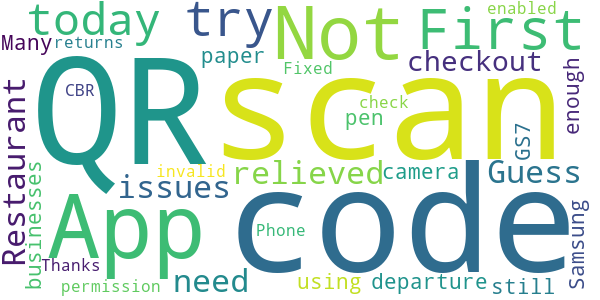 today
try
Not
First
enabled
Many
returns
paper
Fixed
checkout
enough
QR
scan
CBR
check
pen
GS7
Restaurant
businesses
issues
invalid
relieved
camera
Guess
App
code
Phone
Thanks
permission
need
using
departure
still
Samsung